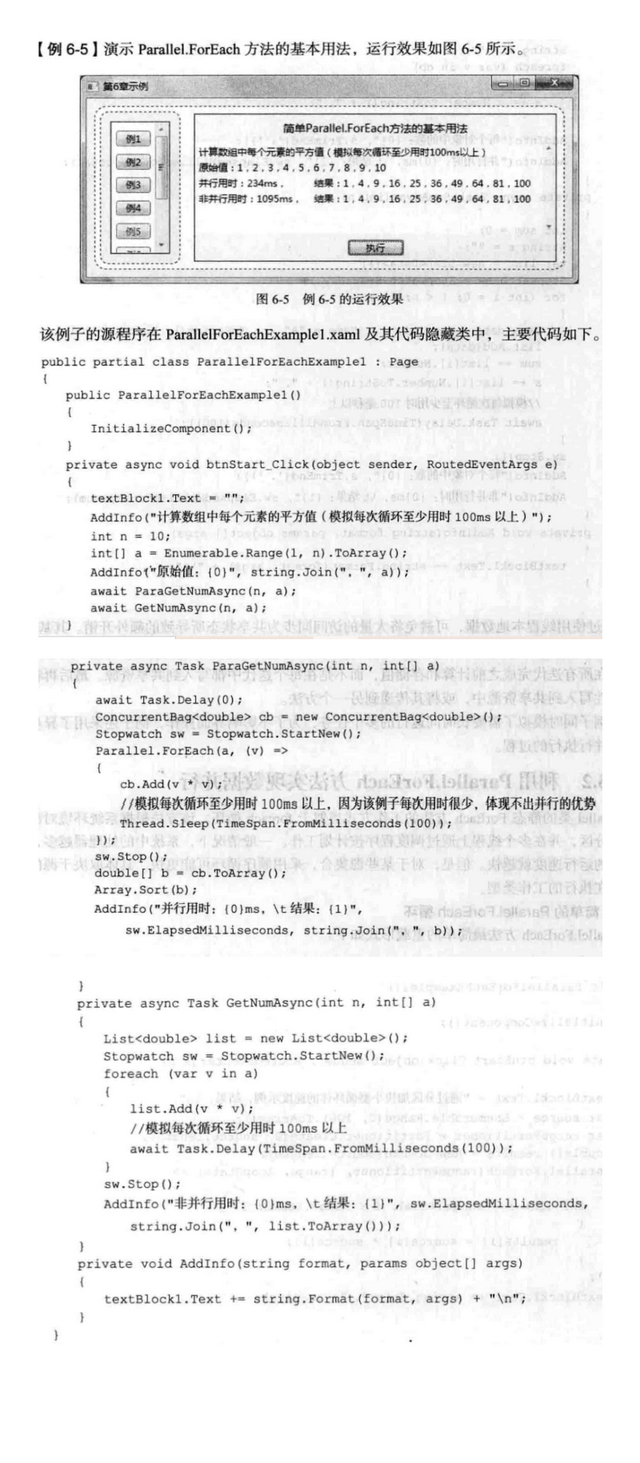 【例 6-5】演示 Parallel.ForEach 方法的基本用法，运行效果如图 6-5 所示。
第6章示例
例1
例2
例3
例4
例5
简单Parallel.ForEach方法的基本用法
计算数组中每个元素的平方值（模拟每次循环至少用时100ms以上）
原始值：1，2，3，4，5，6，7，8，9，10
并行用时：234ms， 结果：1，4，9，16，25，36，49，64，81，100
非并行用时：1095ms， 结果：1，4，9，16，25，36，49，64，81，100
执行
图 6-5 例 6-5 的运行效果
该例子的源程序在 ParallelForEachExample1.xaml 及其代码隐藏类中，主要代码如下。
public partial class ParallelForEachExample1 : Page
{
public ParallelForEachExample1()
{
InitializeComponent();
}
private async void btnStart_Click(object sender, RoutedEventArgs e)
{
textBlock1.Text = "";
AddInfo("计算数组中每个元素的平方值（模拟每次循环至少用时100ms以上）");
int n = 10;
int[] a = Enumerable.Range(1, n).ToArray();
AddInfo("原始值：{0}", string.Join("，", a));
await ParaGetNumAsync(n, a);
await GetNumAsync(n, a);
}
private async Task ParaGetNumAsync(int n, int[] a)
{
await Task.Delay(0);
ConcurrentBag<double> cb = new ConcurrentBag<double>();
Stopwatch sw = Stopwatch.StartNew();
Parallel.ForEach(a, (v) =>
{
cb.Add(v * v);
//模拟每次循环至少用时100ms以上，因为该例子每次用时很少，体现不出并行的优势
Thread.Sleep(TimeSpan.FromMilliseconds(100));
});
sw.Stop();
double[] b = cb.ToArray();
Array.Sort(b);
AddInfo("并行用时：{0}ms，\t结果：{1}",
sw.ElapsedMilliseconds, string.Join("，", b));
}
private async Task GetNumAsync(int n, int[] a)
{
List<double> list = new List<double>();
Stopwatch sw = Stopwatch.StartNew();
foreach (var v in a)
{
list.Add(v * v);
//模拟每次循环至少用时100ms以上
await Task.Delay(TimeSpan.FromMilliseconds(100));
}
sw.Stop();
AddInfo("非并行用时：{0}ms，\t结果：{1}", sw.ElapsedMilliseconds,
string.Join("，", list.ToArray()));
}
private void AddInfo(string format, params object[] args)
{
textBlock1.Text += string.Format(format, args) + "\n";
}
}